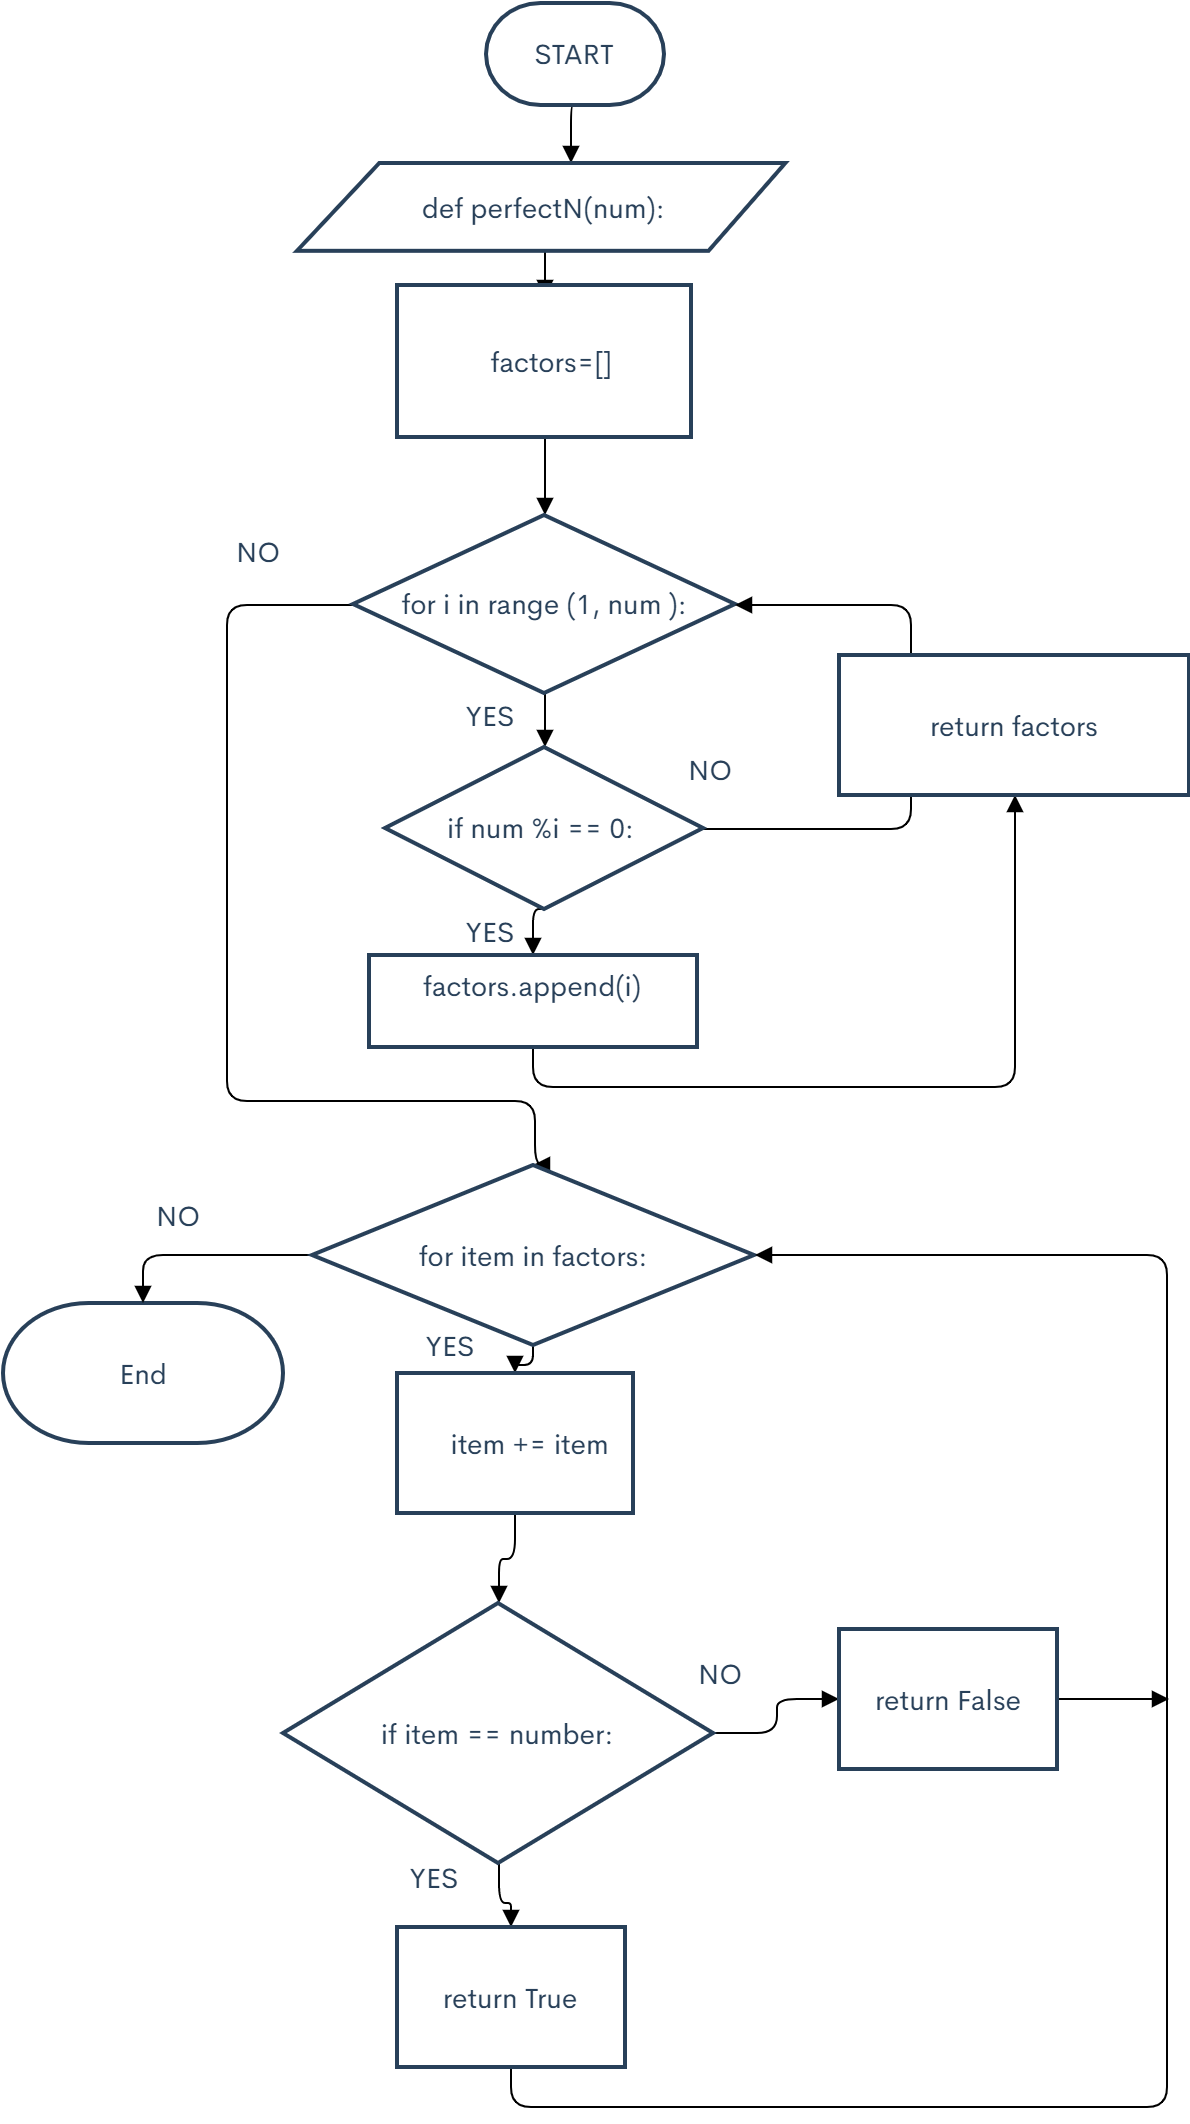 START
def perfectN(num):
factors=[]
NO
for i in range (1, num ):
YES
return factors
NO
if num %i == 0:
YES
factors.append(i)
NO
for item in factors:
YES
End
item += item
NO
return False
if item == number:
YES
return True